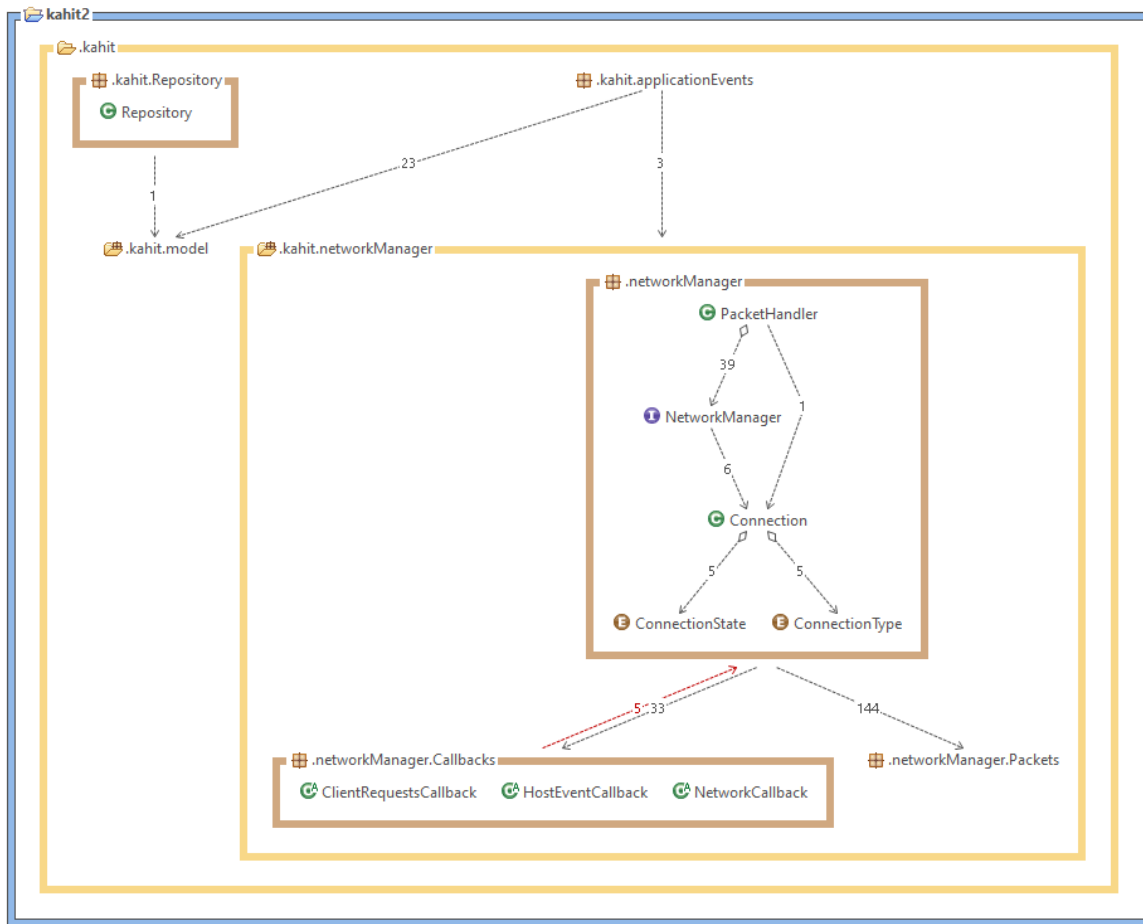 kahit2
.kahit
.kahit.Repository
.kahit.applicationEvents
Repository
23
3
1
.kahit.model
.kahit.networkManager
.networkManager
PacketHandler
39
1
NetworkManager
6
Connection
5
5
ConnectionState
ConnectionType
5
33
144
.networkManager.Callbacks
.networkManager.Packets
ClientRequestsCallback
HostEventCallback
NetworkCallback